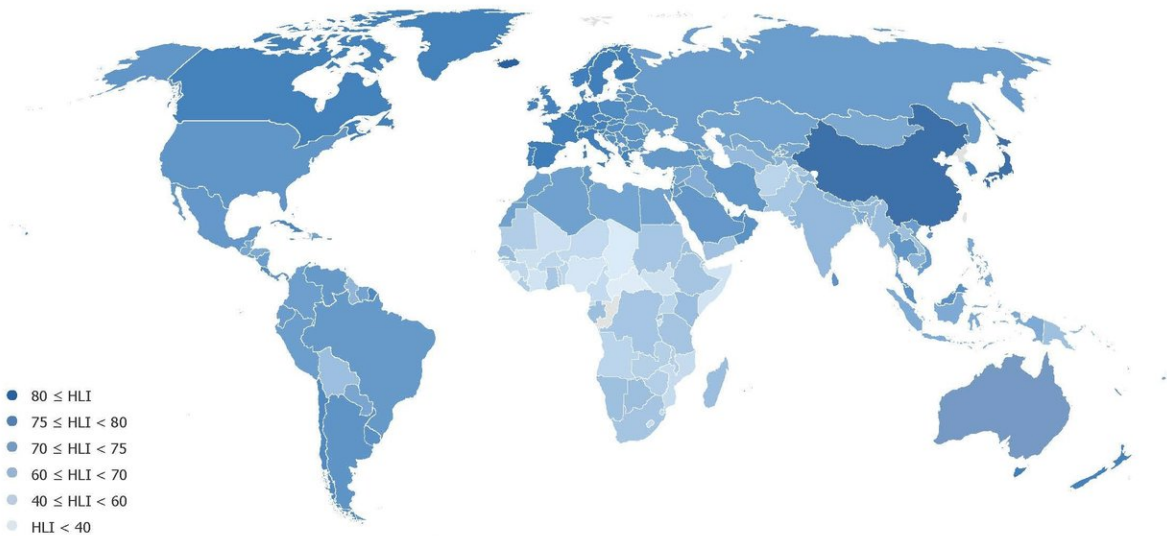 80 ≤ HLI
75 ≤ HLI < 80
70 ≤ HLI < 75
60 ≤ HLI < 70
40 ≤ HLI < 60
HLI < 40